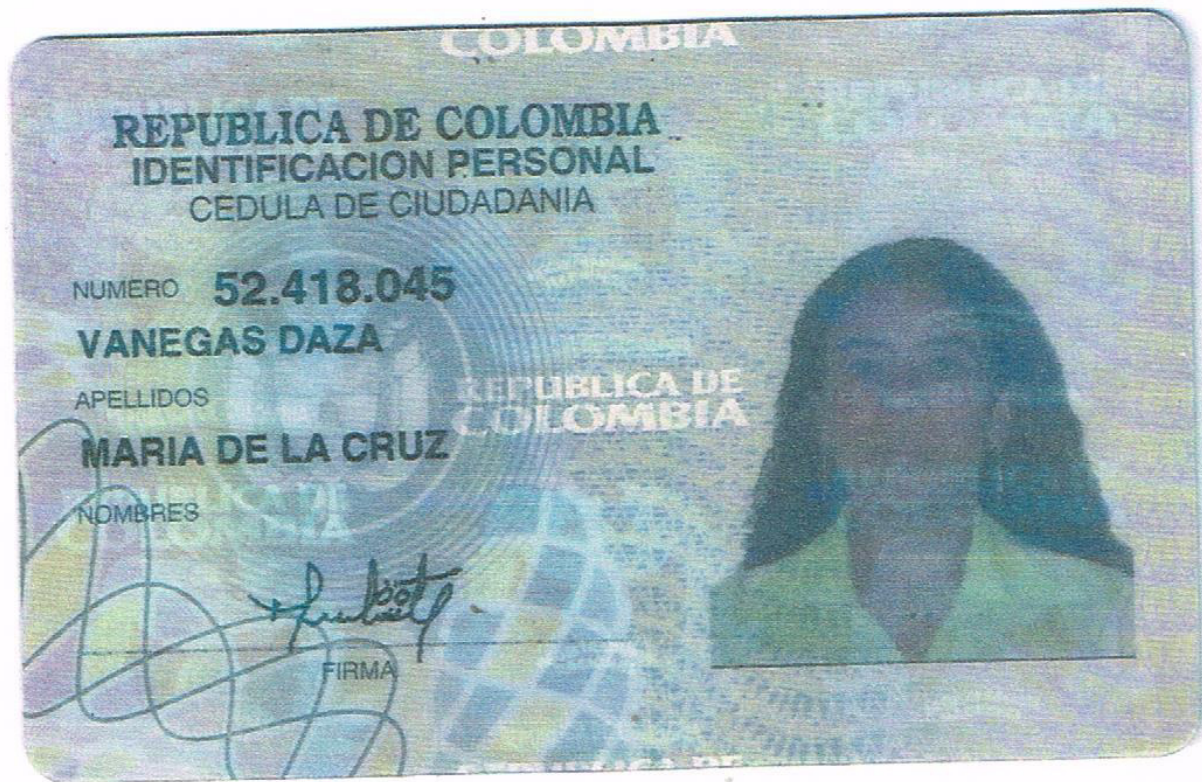 COLOMBIA
REPUBLICA DE COLOMBIA
IDENTIFICACION PERSONAL
CEDULA DE CIUDADANIA
NUMERO 52.418.045
VANEGAS DAZA
APELLIDOS
REPUBLICA DE
COLOMBIA
MARIA DE LA CRUZ
NOMBRES
FIRMA